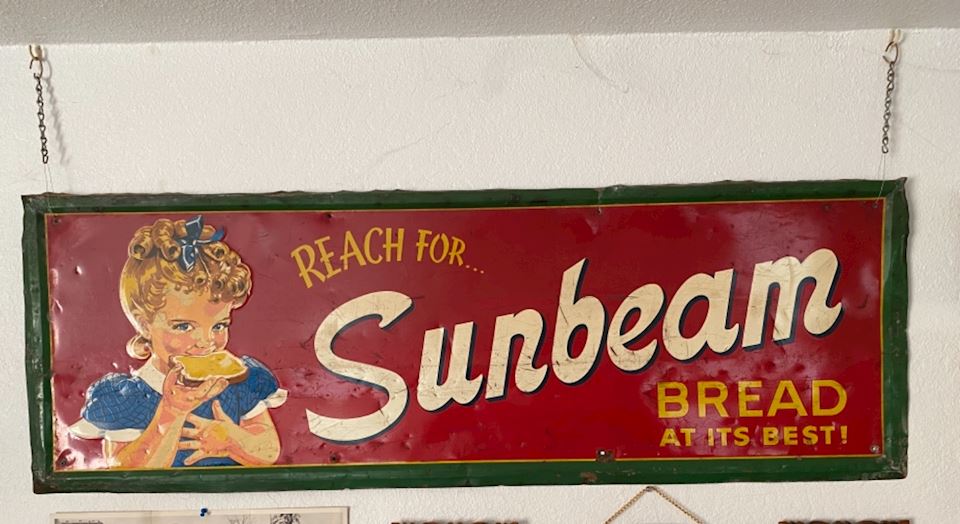 REACH FOR...
Sunbeam
BREAD
AT ITS BEST!